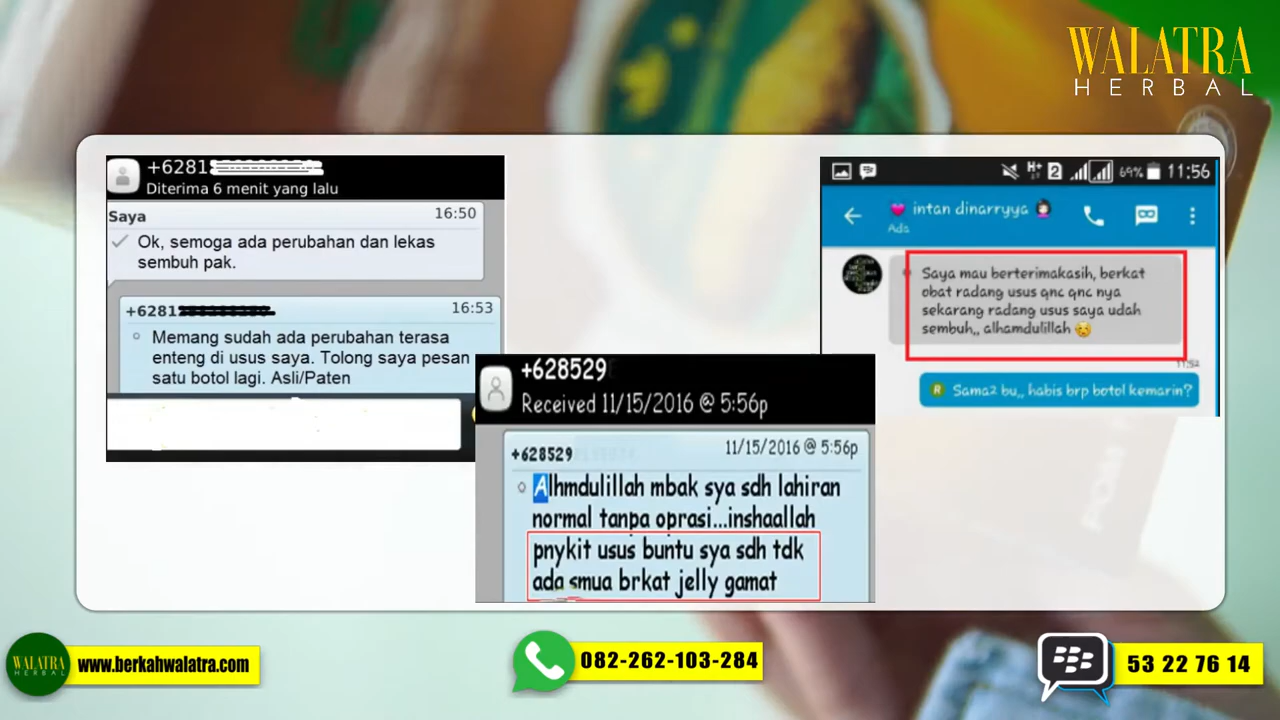 WALATRA
HERBAL
+6281
Diterima 6 menit yang lalu
Saya 16:50
Ok, semoga ada perubahan dan lekas
sembuh pak.
+6281 16:53
Memang sudah ada perubahan terasa
enteng di usus saya. Tolong saya pesan
satu botol lagi. Asli/Paten
+628529
Received 11/15/2016 @ 5:56p
+628529 11/15/2016 @ 5:56p
Alhmdulillah mbak sya sdh lahiran
normal tanpa oprasi...inshaallah
pnykit usus buntu sya sdh tdk
ada smua brkat jelly gamat
H+ 2 69% 11:56
intan dinarryya
Ada
Saya mau berterimakasih, berkat
obat radang usus qnc qnc nya
sekarang radang usus saya udah
sembuh,, alhamdulillah
11:52
R Sama2 bu,, habis brp botol kemarin?
WALATRA
HERBAL
www.berkahwalatra.com
082-262-103-284
53 22 76 14